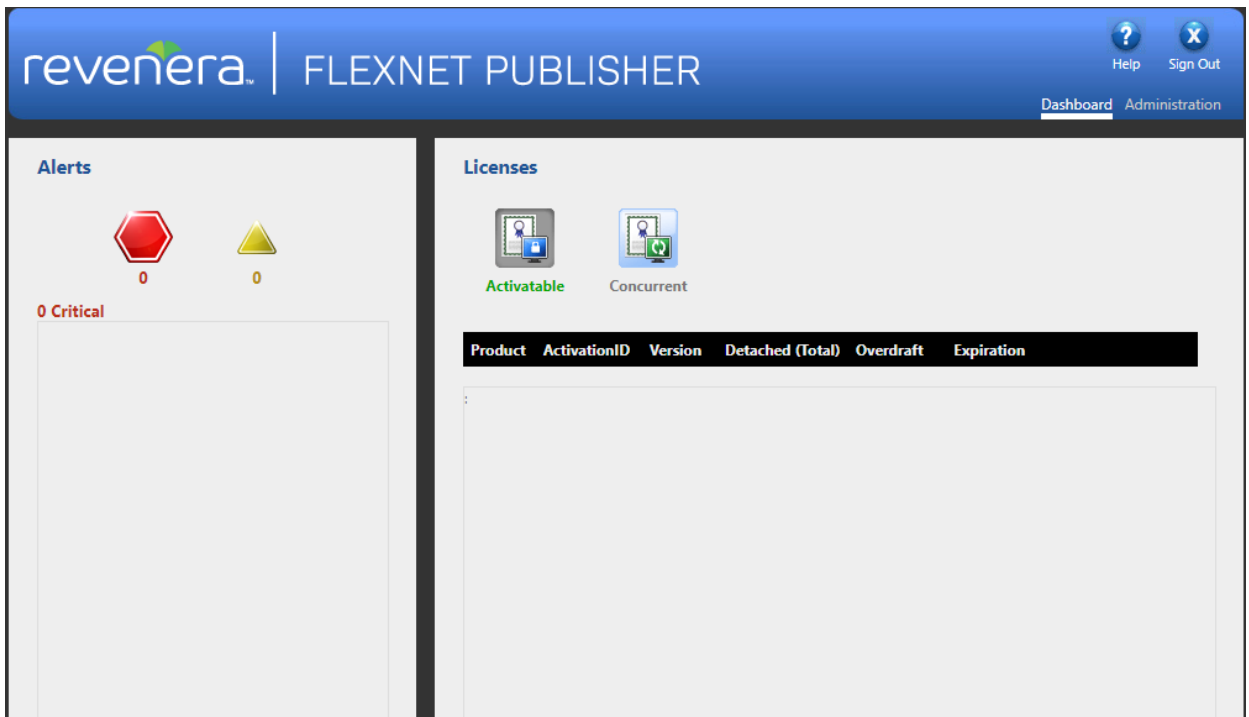 revenera.™ FLEXNET PUBLISHER
Help Sign Out
Dashboard Administration
Alerts
0 0
0 Critical
Licenses
Activatable Concurrent
Product ActivationID Version Detached (Total) Overdraft Expiration
: